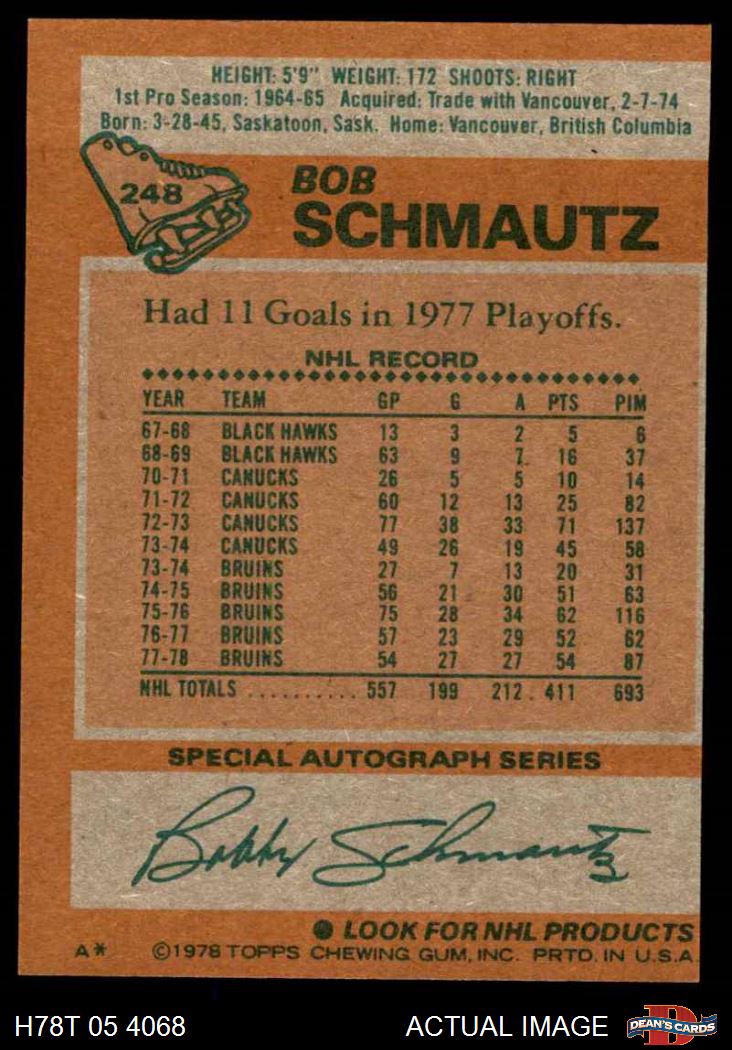 HEIGHT: 5'9" WEIGHT: 172 SHOOTS: RIGHT
1st Pro Season: 1964-65 Acquired: Trade with Vancouver, 2-7-74
Born: 3-28-45, Saskatoon, Sask. Home: Vancouver, British Columbia
248
BOB
SCHMAUTZ
Had 11 Goals in 1977 Playoffs.
NHL RECORD
YEAR TEAM GP G A PTS PIM
67-68 BLACK HAWKS 13 3 2 5 6
68-69 BLACK HAWKS 63 9 7 16 37
70-71 CANUCKS 26 5 5 10 14
71-72 CANUCKS 60 12 13 25 82
72-73 CANUCKS 77 38 33 71 137
73-74 CANUCKS 49 26 19 45 58
73-74 BRUINS 27 7 13 20 31
74-75 BRUINS 56 21 30 51 63
75-76 BRUINS 75 28 34 62 116
76-77 BRUINS 57 23 29 52 62
77-78 BRUINS 54 27 27 54 87
NHL TOTALS .......... 557 199 212 411 693
SPECIAL AUTOGRAPH SERIES
Bobby Schmautz
● LOOK FOR NHL PRODUCTS
A* ©1978 TOPPS CHEWING GUM, INC. PRTD. IN U.S.A.
H78T 05 4068 ACTUAL IMAGE DEAN'S CARDS